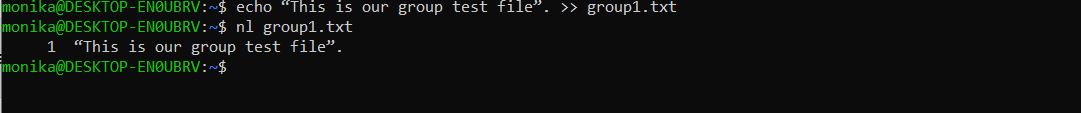 monika@DESKTOP-EN0UBRV:~$ echo “This is our group test file”. >> group1.txt
monika@DESKTOP-EN0UBRV:~$ nl group1.txt
     1  “This is our group test file”.
monika@DESKTOP-EN0UBRV:~$